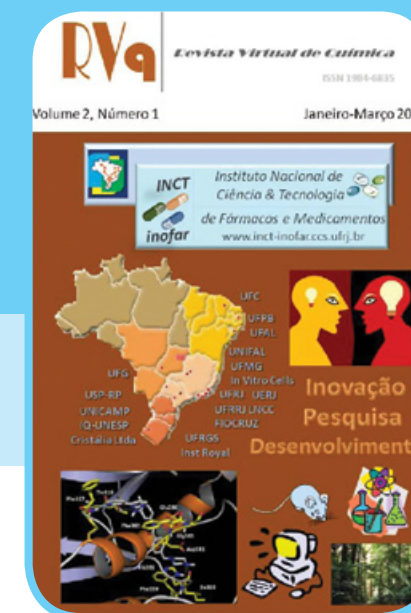 RVq
Revista Virtual de Química
ISSN 1984-6835
Volume 2, Número 1
Janeiro-Março 20
INCT
inofar
Instituto Nacional de
Ciência & Tecnologia
de Fármacos e Medicamentos
www.inct-inofar.ccs.ufrj.br
UFC
UFPB
UFAL
UNIFAL
UFMG
In Vitro Cells
UFRJ UERJ
UFRRJ LNCC
FIOCRUZ
UFG
USP-RP
UNICAMP
IQ-UNESP
Cristália Ltda
UFRGS
Inst Royal
Inovação
Pesquisa
Desenvolviment